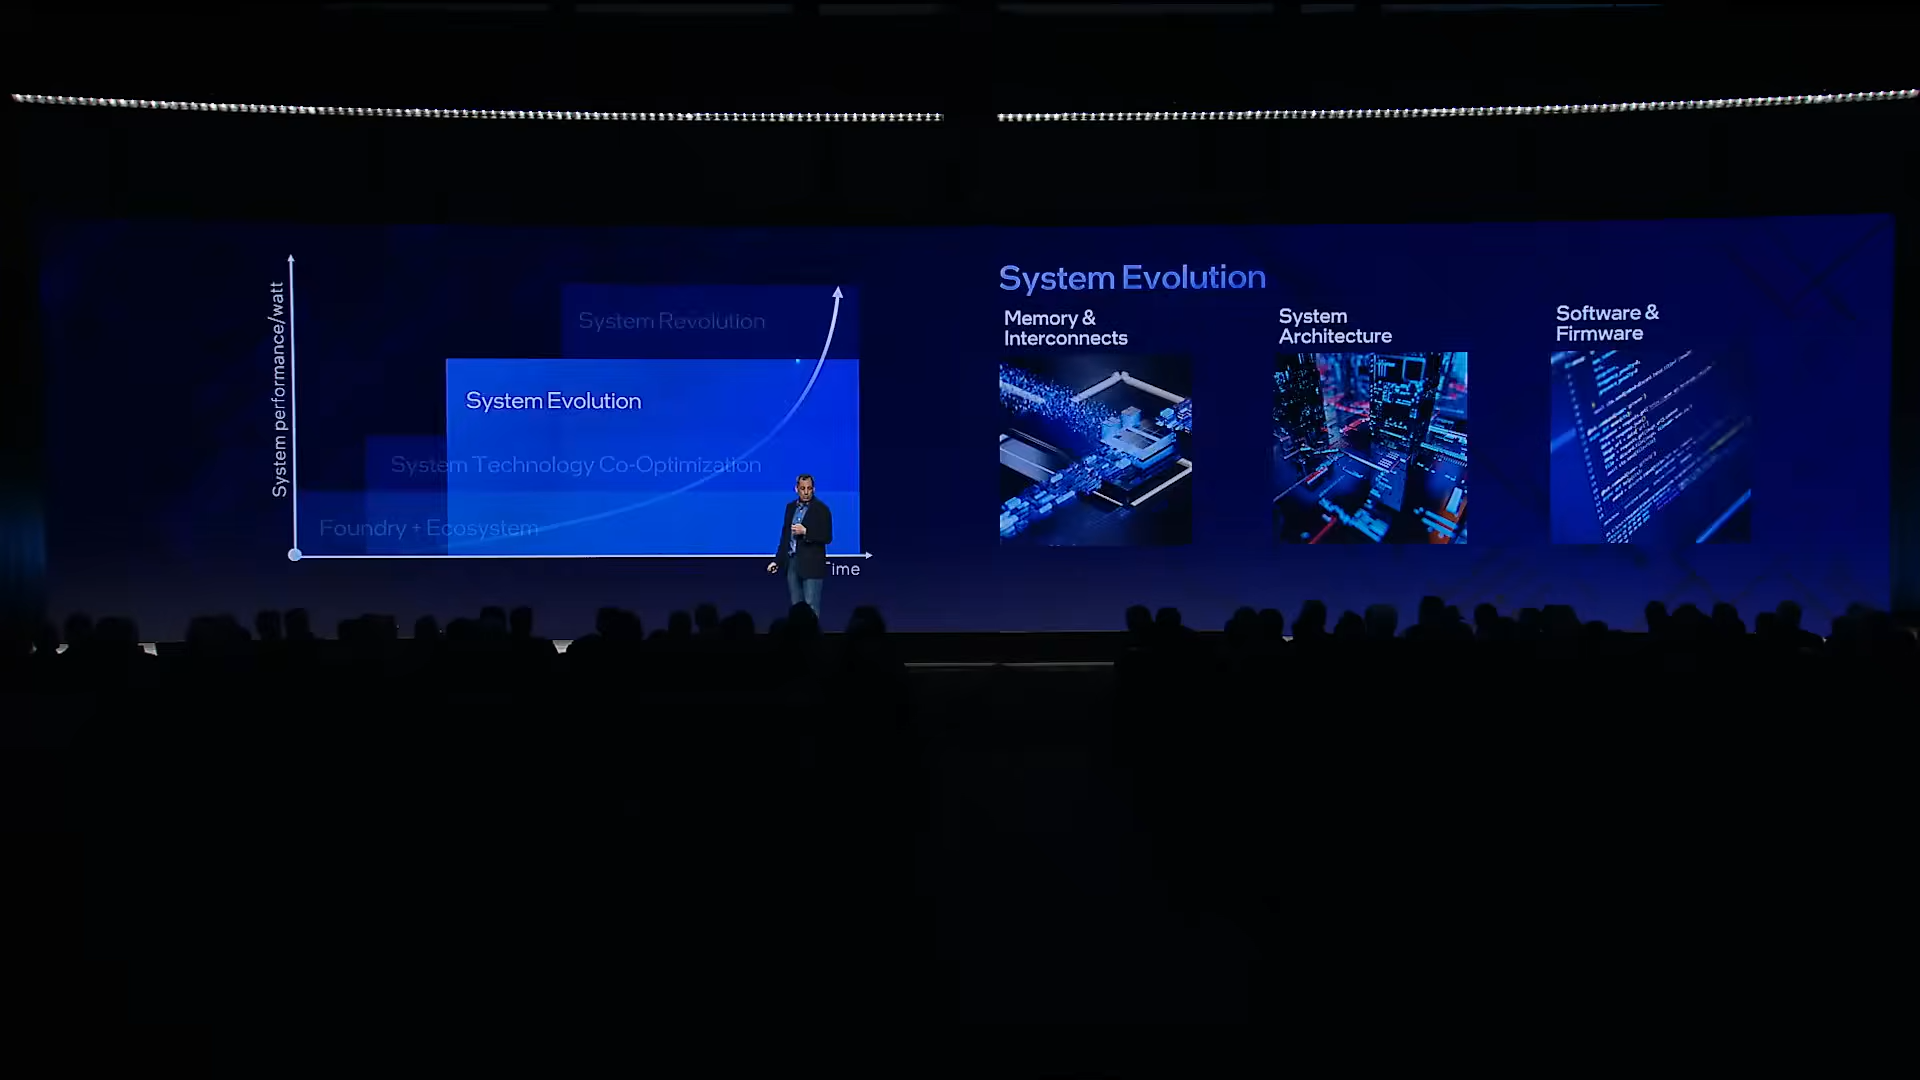 System performance/watt
System Revolution
System Evolution
System Technology Co-Optimization
Foundry + Ecosystem
ime
System Evolution
Memory &
Interconnects
System
Architecture
Software &
Firmware